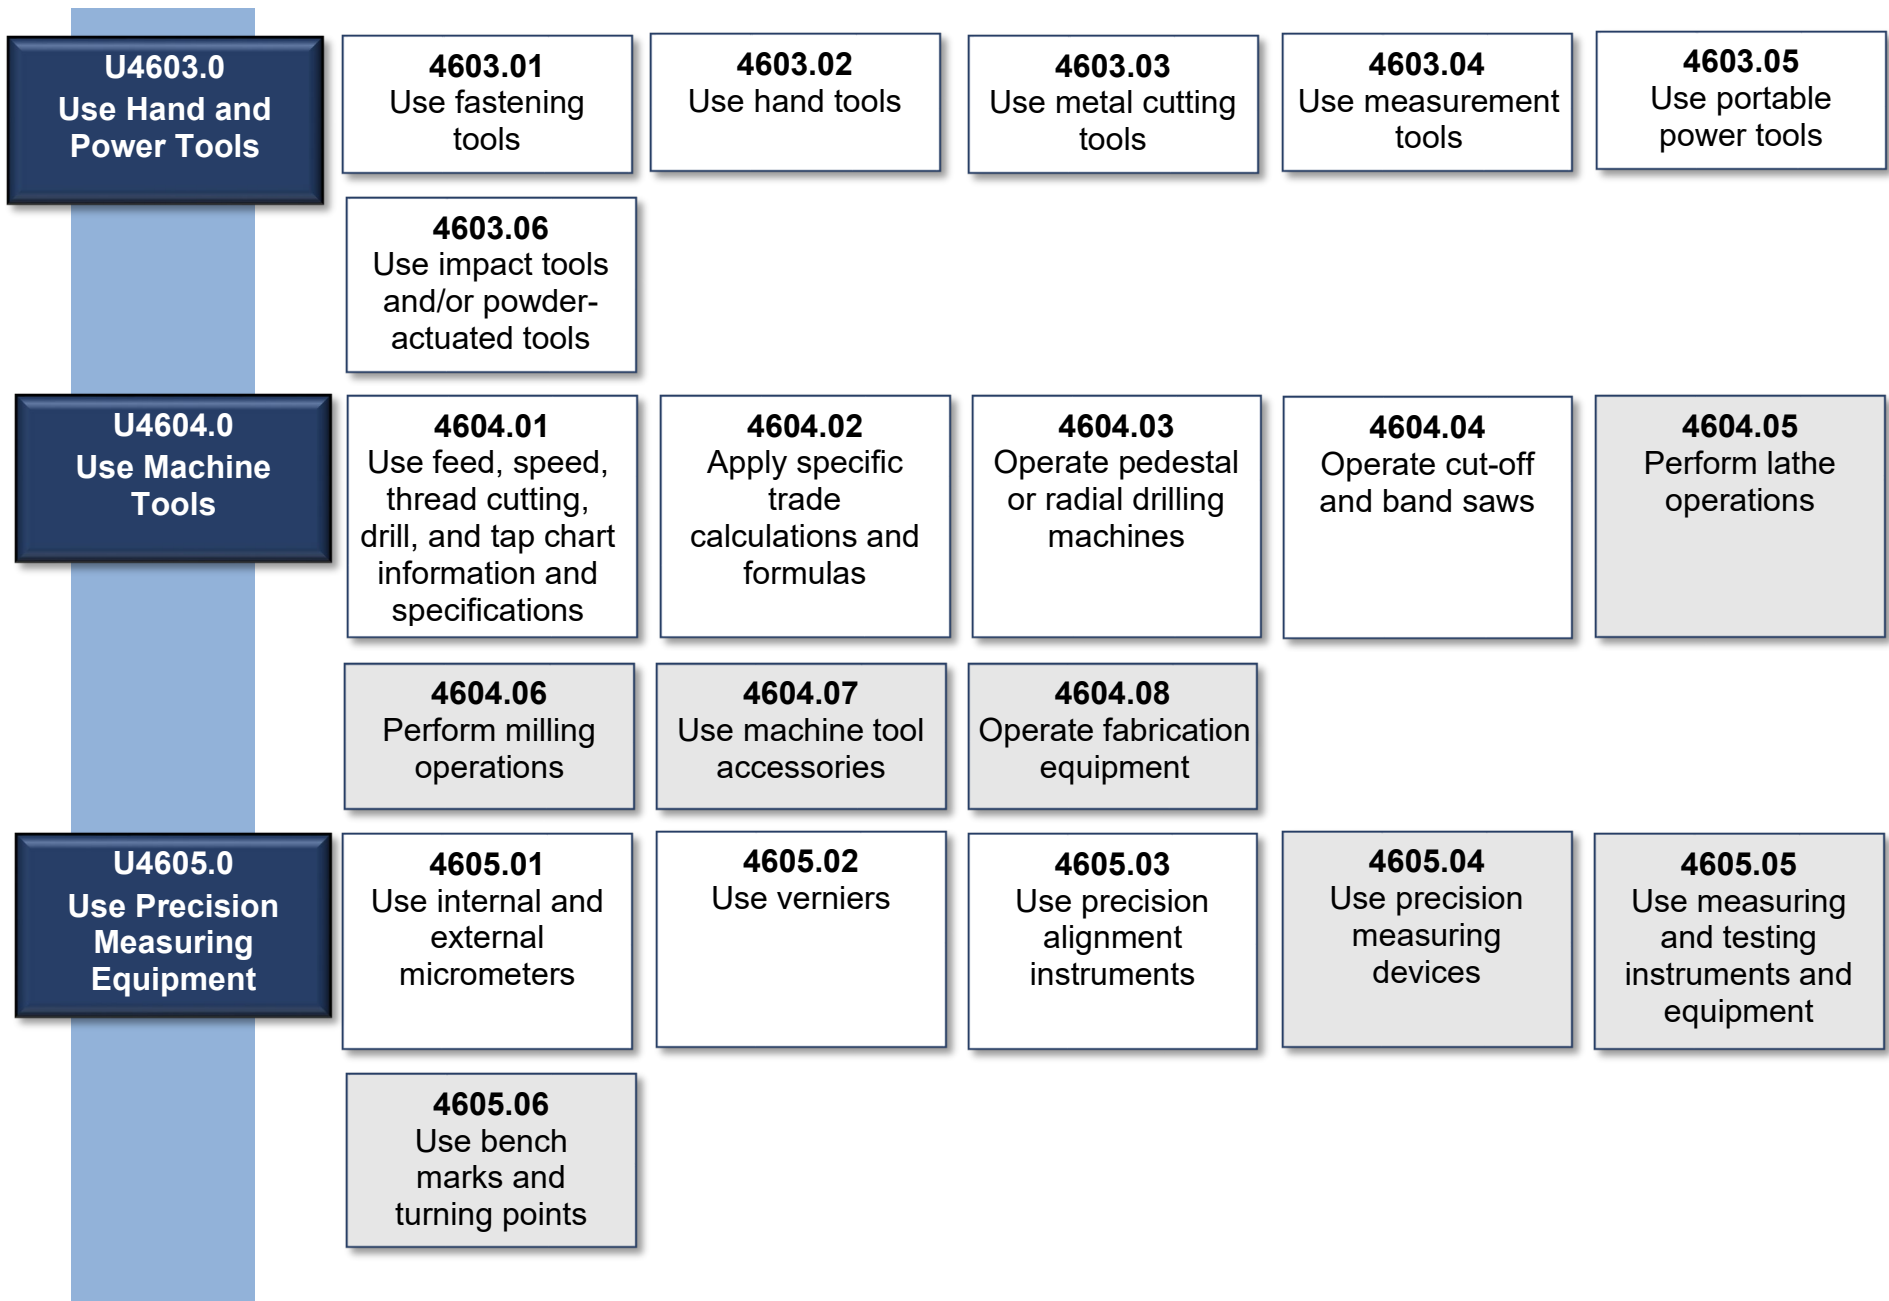 U4603.0
Use Hand and
Power Tools
4603.01
Use fastening
tools
4603.02
Use hand tools
4603.03
Use metal cutting
tools
4603.04
Use measurement
tools
4603.05
Use portable
power tools
4603.06
Use impact tools
and/or powder-
actuated tools
U4604.0
Use Machine
Tools
4604.01
Use feed, speed,
thread cutting,
drill, and tap chart
information and
specifications
4604.02
Apply specific
trade
calculations and
formulas
4604.03
Operate pedestal
or radial drilling
machines
4604.04
Operate cut-off
and band saws
4604.05
Perform lathe
operations
4604.06
Perform milling
operations
4604.07
Use machine tool
accessories
4604.08
Operate fabrication
equipment
U4605.0
Use Precision
Measuring
Equipment
4605.01
Use internal and
external
micrometers
4605.02
Use verniers
4605.03
Use precision
alignment
instruments
4605.04
Use precision
measuring
devices
4605.05
Use measuring
and testing
instruments and
equipment
4605.06
Use bench
marks and
turning points